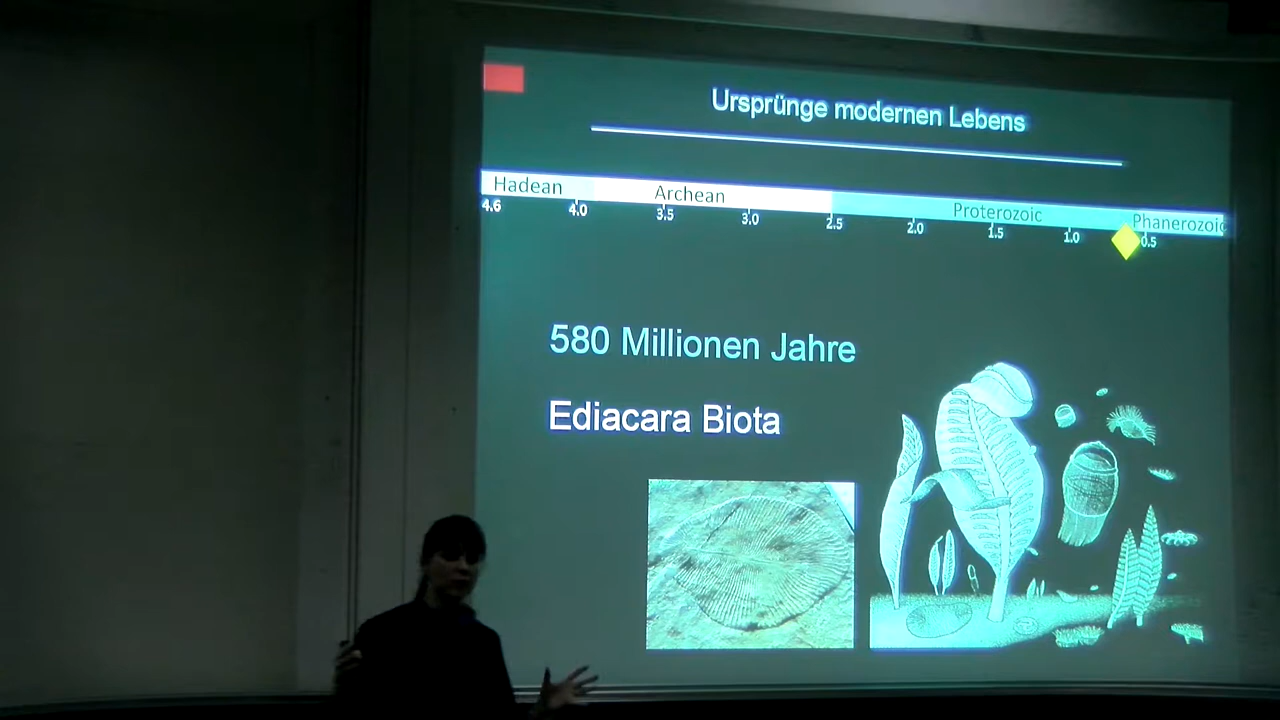 Ursprünge modernen Lebens
Hadean Archean Proterozoic Phanerozoic
4.6 4.0 3.5 3.0 2.5 2.0 1.5 1.0 0.5
580 Millionen Jahre
Ediacara Biota